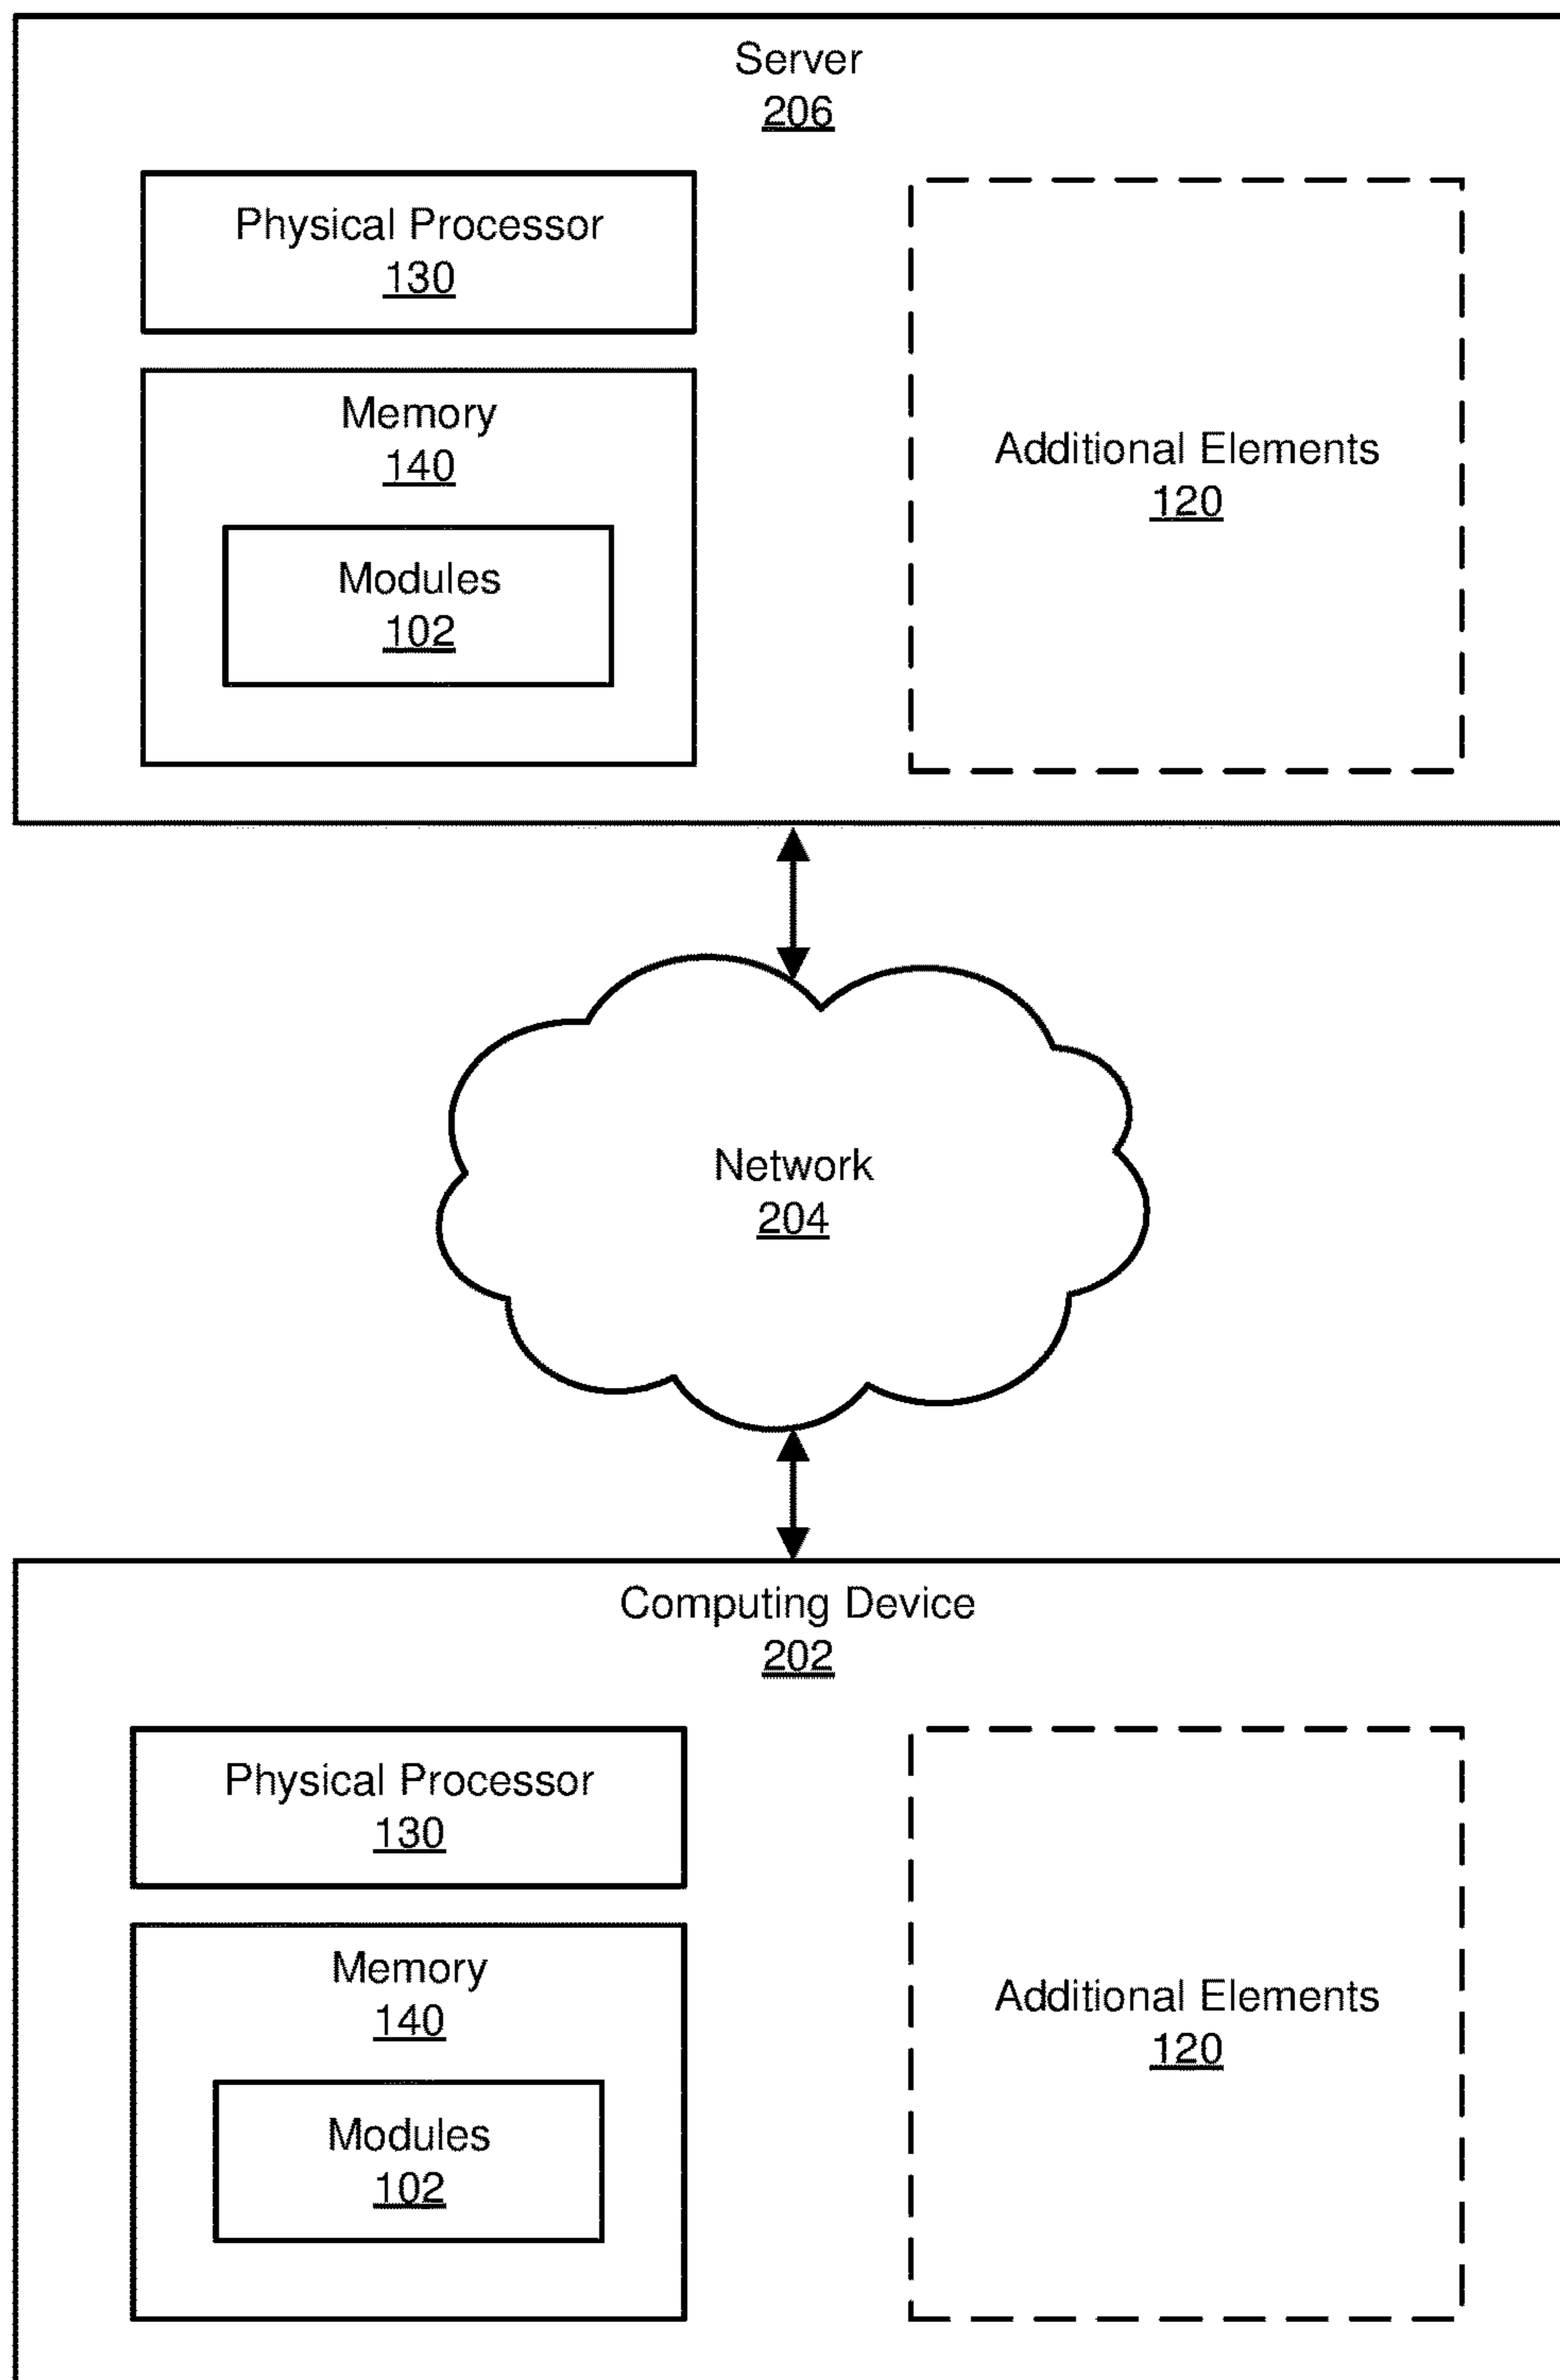 Server
206
Physical Processor
130
Memory
140
Modules
102
Additional Elements
120
Network
204
Computing Device
202
Physical Processor
130
Memory
140
Modules
102
Additional Elements
120